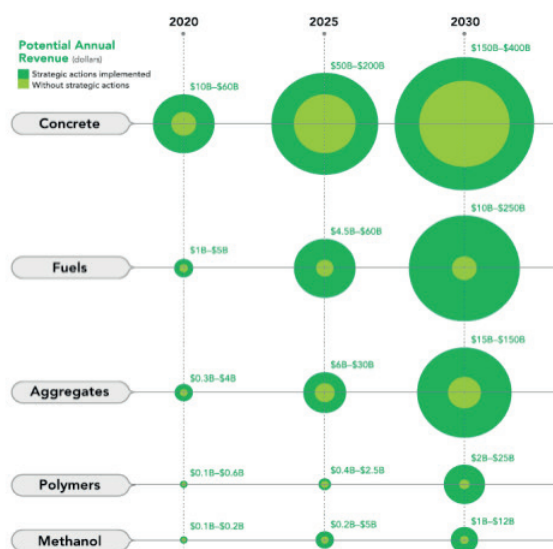 2020 2025 2030
Potential Annual
Revenue (dollars)
Strategic actions implemented
Without strategic actions
$10B–$60B $50B–$200B $150B–$400B
Concrete
$1B–$5B $4.5B–$60B $10B–$250B
Fuels
$0.3B–$4B $6B–$30B $15B–$150B
Aggregates
$0.1B–$0.6B $0.4B–$2.5B $2B–$25B
Polymers
$0.1B–$0.2B $0.2B–$5B $1B–$12B
Methanol